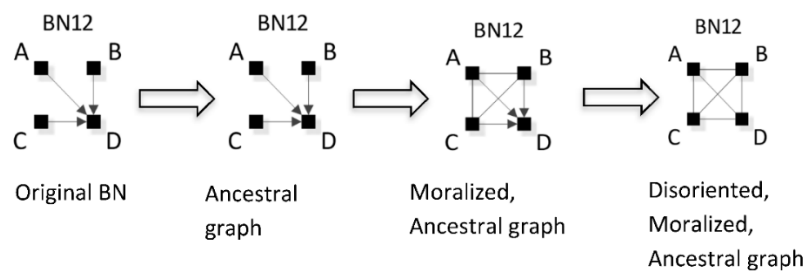 BN12
A B
C D
Original BN
BN12
A B
C D
Ancestral
graph
BN12
A B
C D
Moralized,
Ancestral graph
BN12
A B
C D
Disoriented,
Moralized,
Ancestral graph